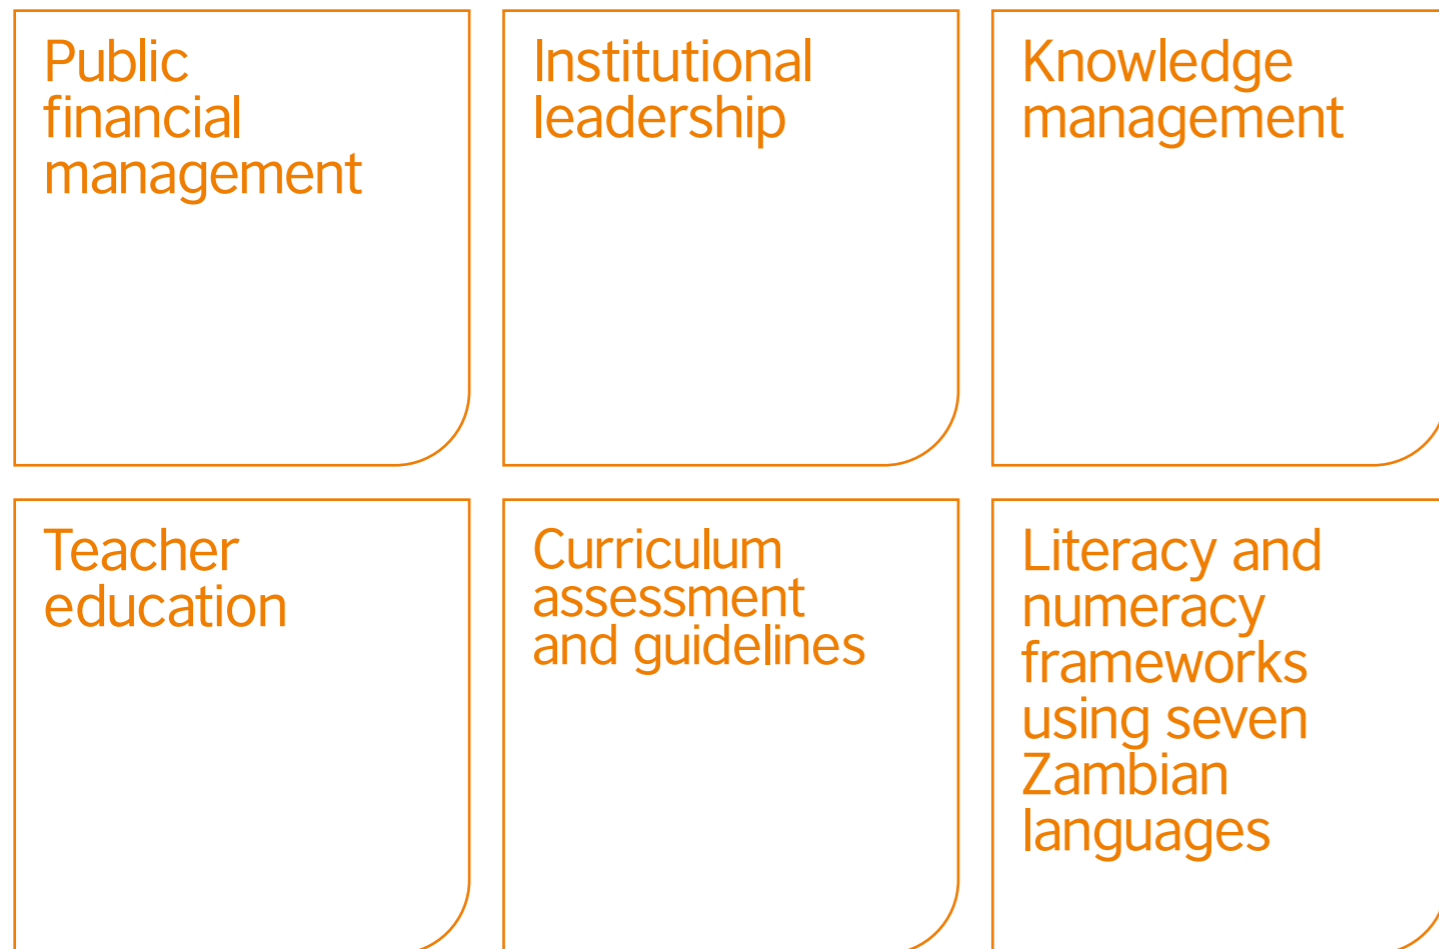 Public
financial
management
Institutional
leadership
Knowledge
management
Teacher
education
Curriculum
assessment
and guidelines
Literacy and
numeracy
frameworks
using seven
Zambian
languages